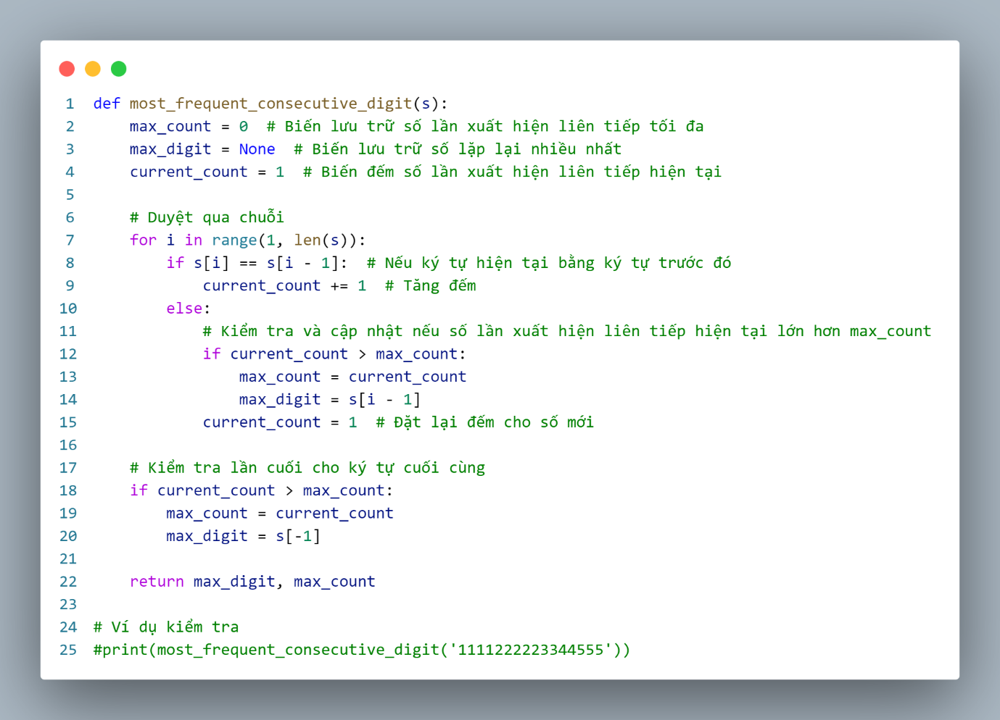 1 def most_frequent_consecutive_digit(s):
2     max_count = 0  # Biến lưu trữ số lần xuất hiện liên tiếp tối đa
3     max_digit = None  # Biến lưu trữ số lặp lại nhiều nhất
4     current_count = 1  # Biến đếm số lần xuất hiện liên tiếp hiện tại
5
6     # Duyệt qua chuỗi
7     for i in range(1, len(s)):
8         if s[i] == s[i - 1]:  # Nếu ký tự hiện tại bằng ký tự trước đó
9             current_count += 1  # Tăng đếm
10         else:
11             # Kiểm tra và cập nhật nếu số lần xuất hiện liên tiếp hiện tại lớn hơn max_count
12             if current_count > max_count:
13                 max_count = current_count
14                 max_digit = s[i - 1]
15             current_count = 1  # Đặt lại đếm cho số mới
16
17     # Kiểm tra lần cuối cho ký tự cuối cùng
18     if current_count > max_count:
19         max_count = current_count
20         max_digit = s[-1]
21
22     return max_digit, max_count
23
24 # Ví dụ kiểm tra
25 #print(most_frequent_consecutive_digit('1111222223344555'))